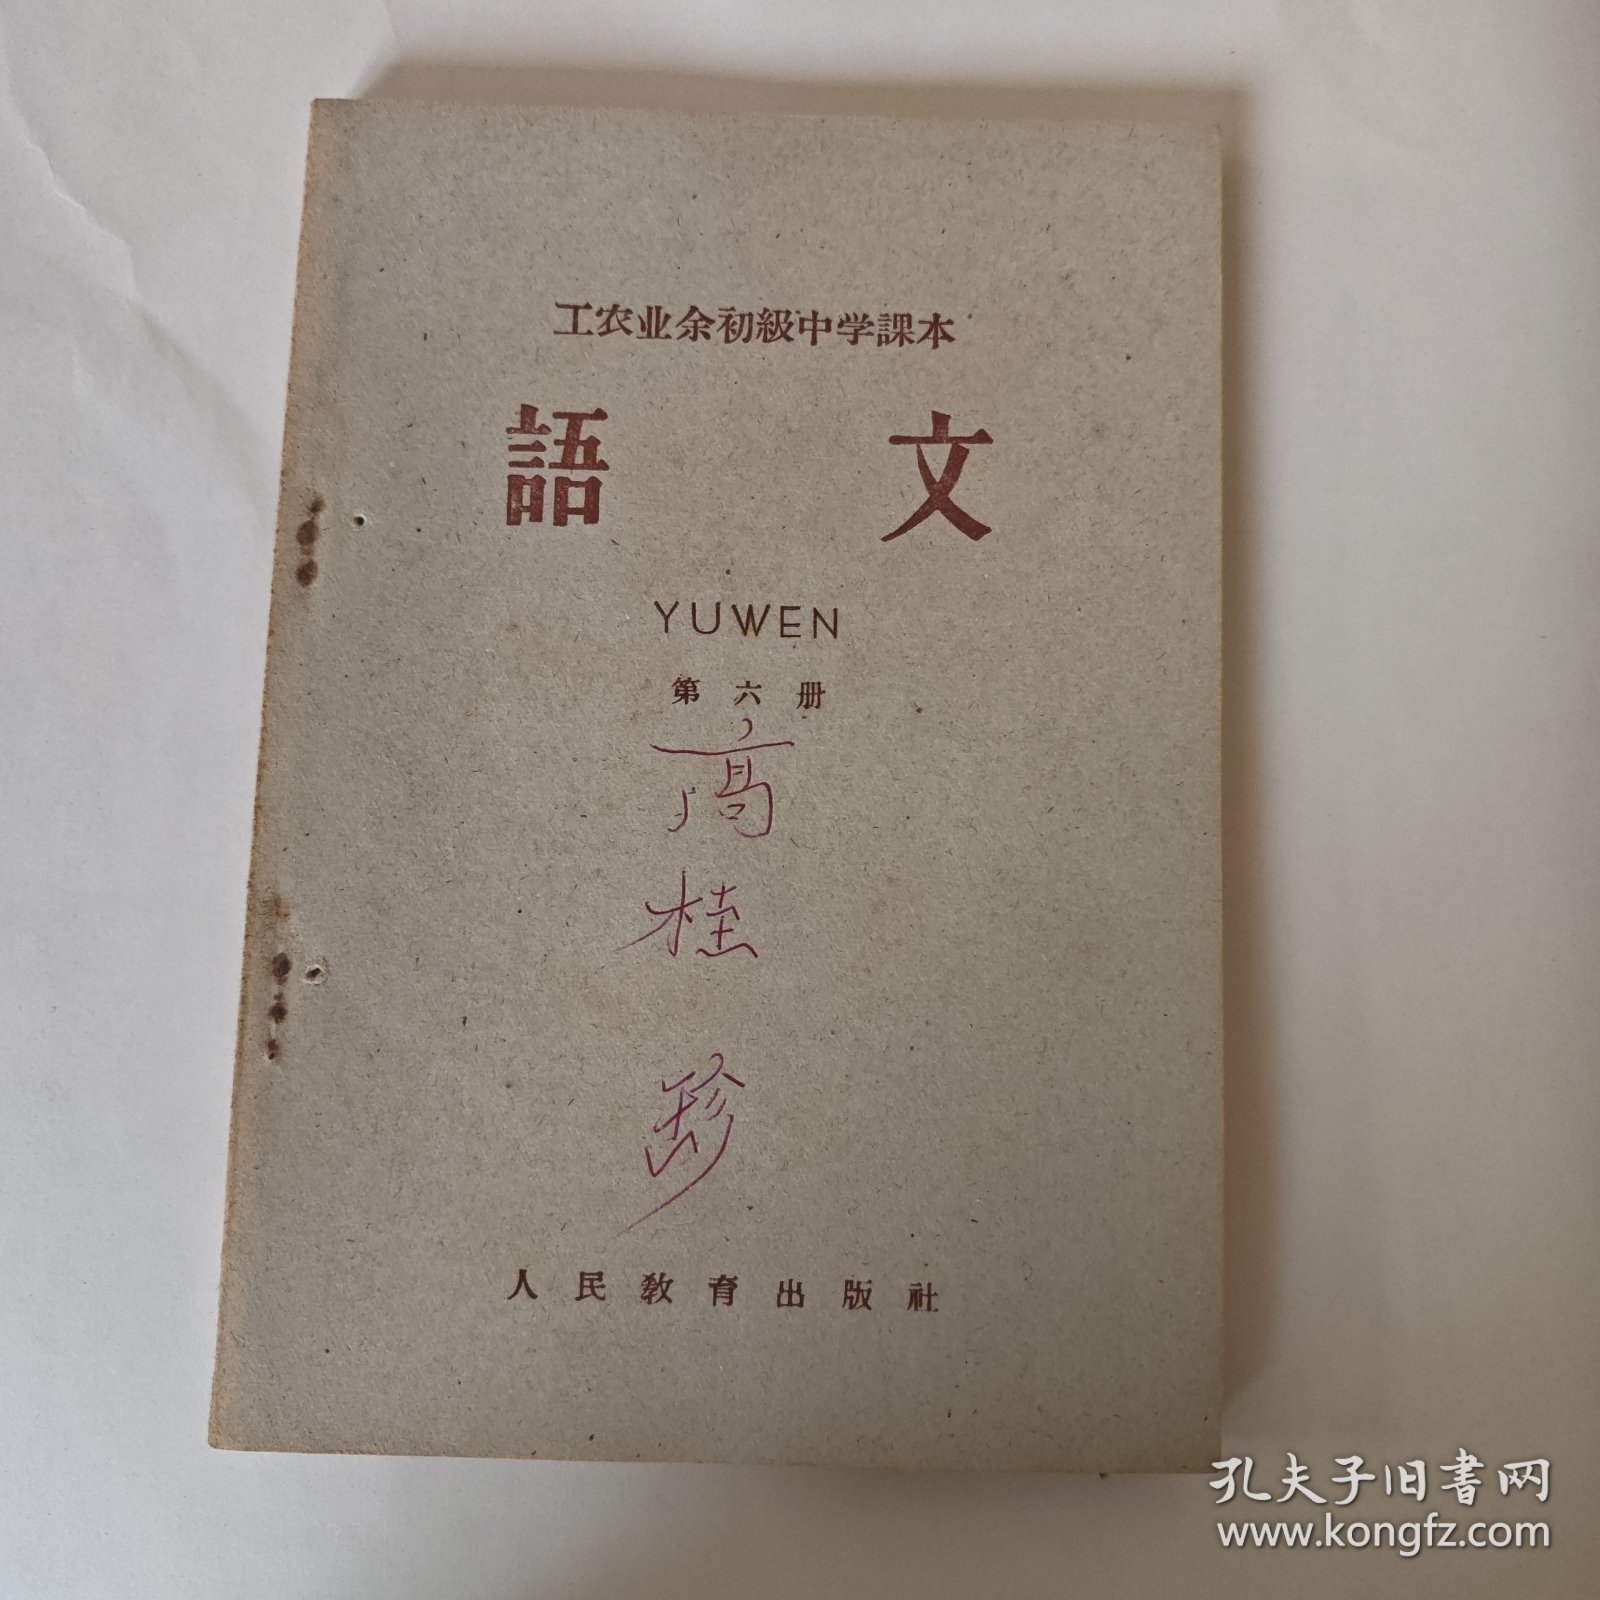 工农业余初級中学課本
語文
YUWEN
第六册
高
桂
珍
人民教育出版社
孔夫子旧書网
www.kongfz.com